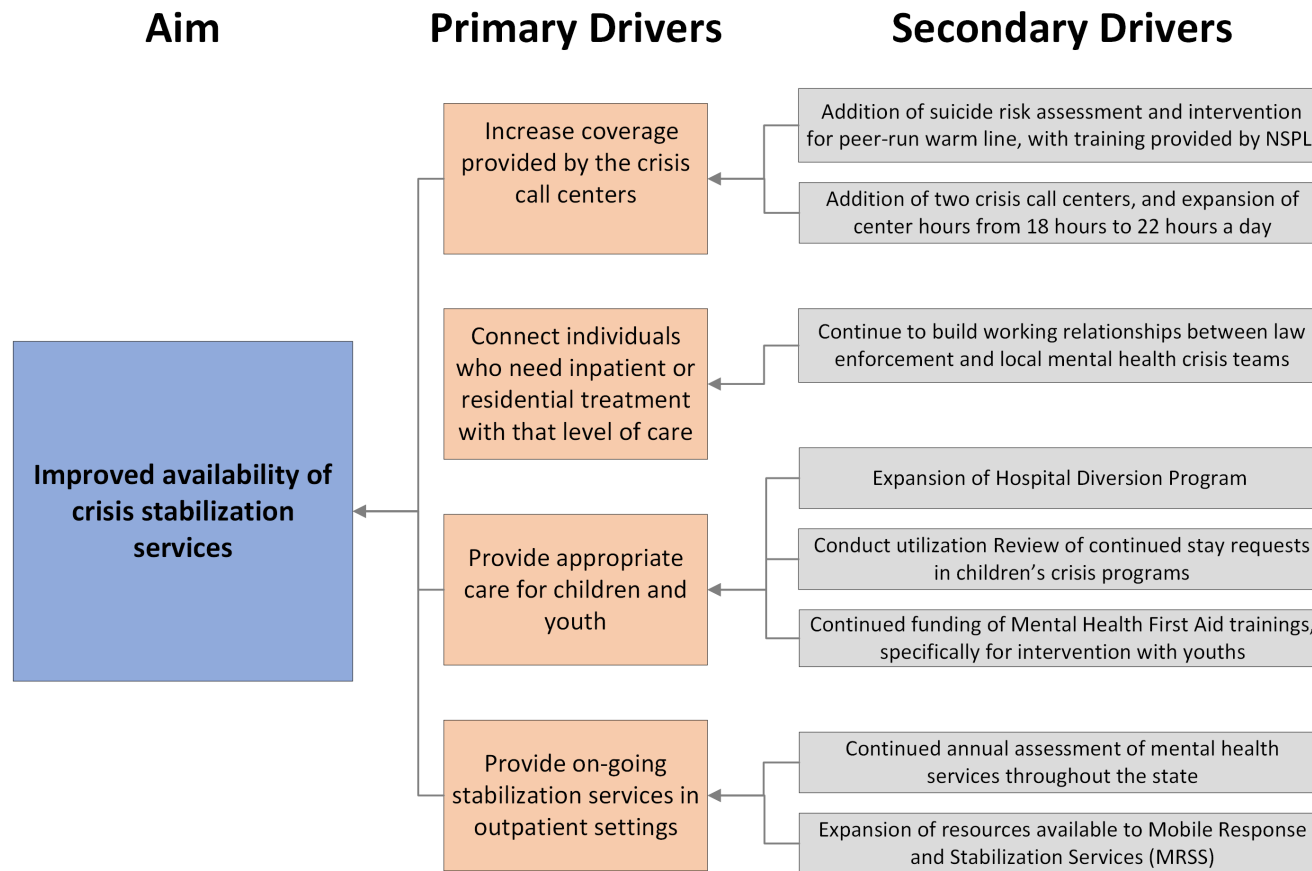 Aim
Primary Drivers
Secondary Drivers
Improved availability of
crisis stabilization
services
Increase coverage
provided by the crisis
call centers
Connect individuals
who need inpatient or
residential treatment
with that level of care
Provide appropriate
care for children and
youth
Provide on-going
stabilization services in
outpatient settings
Addition of suicide risk assessment and intervention
for peer-run warm line, with training provided by NSPL
Addition of two crisis call centers, and expansion of
center hours from 18 hours to 22 hours a day
Continue to build working relationships between law
enforcement and local mental health crisis teams
Expansion of Hospital Diversion Program
Conduct utilization Review of continued stay requests
in children’s crisis programs
Continued funding of Mental Health First Aid trainings,
specifically for intervention with youths
Continued annual assessment of mental health
services throughout the state
Expansion of resources available to Mobile Response
and Stabilization Services (MRSS)